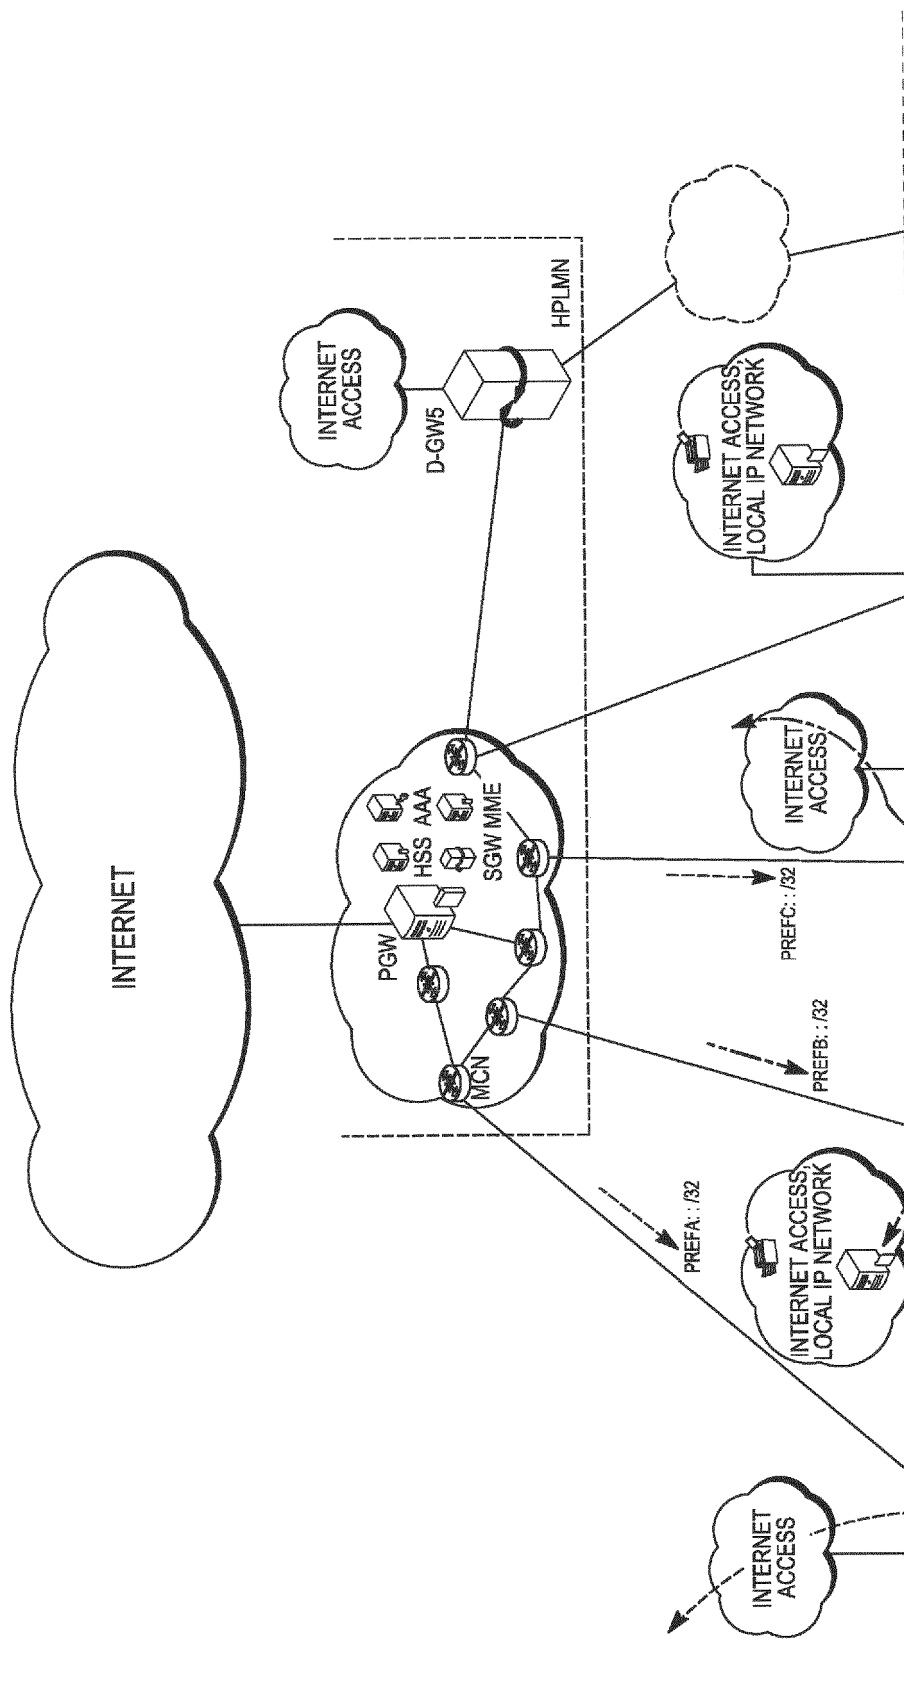 INTERNET
INTERNET
ACCESS
D-GW5
HPLMN
PGW
HSS AAA
SGW MME
MCN
INTERNET ACCESS,
LOCAL IP NETWORK
INTERNET
ACCESS
PREFC: : /32
PREFB: : /32
PREFA: : /32
INTERNET ACCESS,
LOCAL IP NETWORK
INTERNET
ACCESS